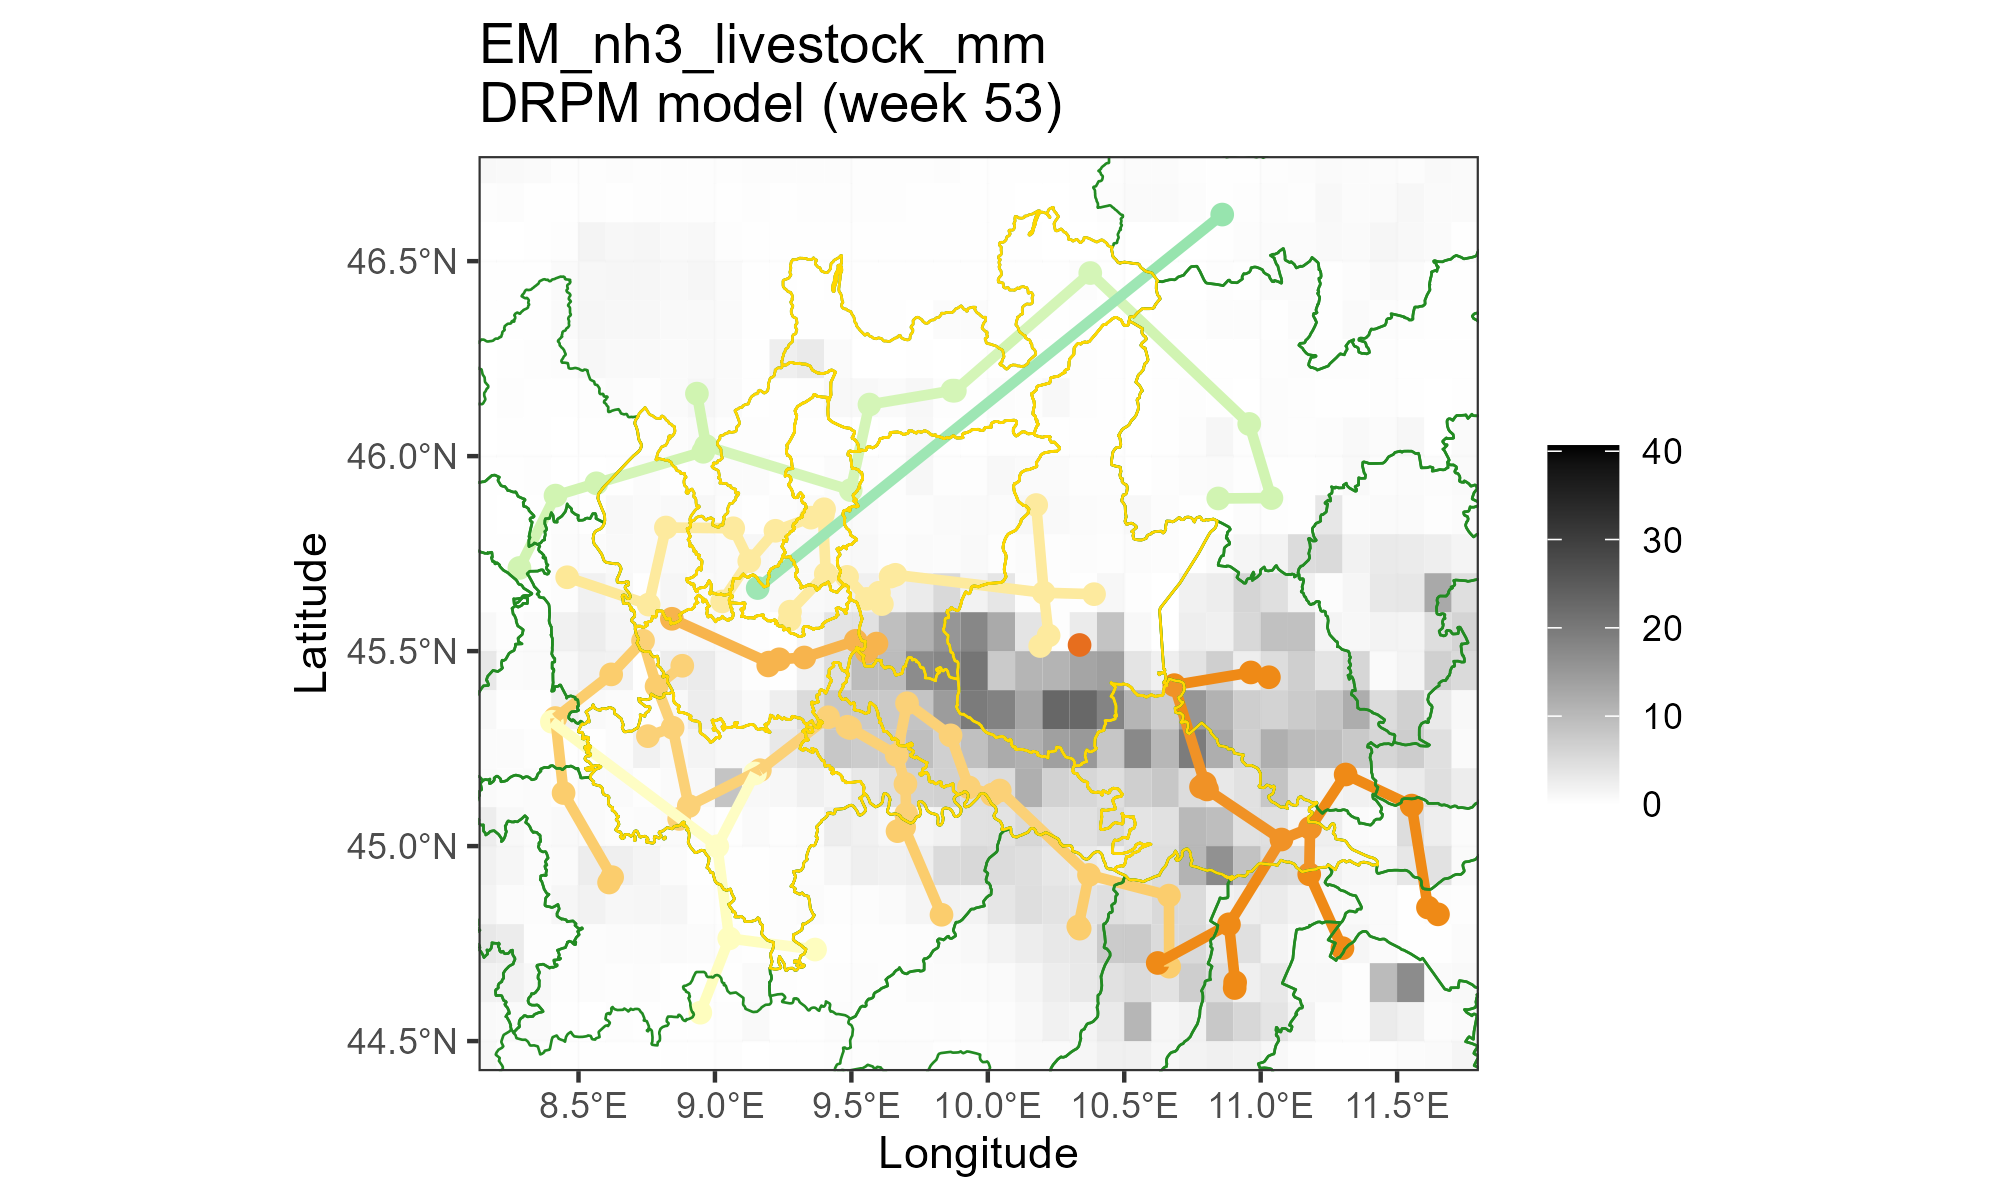 EM_nh3_livestock_mm
DRPM model (week 53)
46.5°N
46.0°N
45.5°N
45.0°N
44.5°N
Latitude
8.5°E 9.0°E 9.5°E 10.0°E 10.5°E 11.0°E 11.5°E
Longitude
40
30
20
10
0